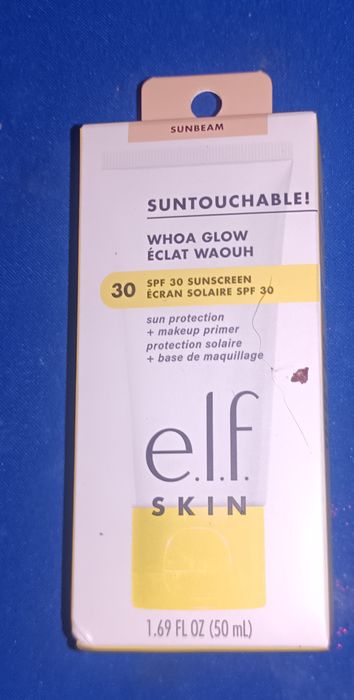 SUNBEAM
SUNTOUCHABLE!
WHOA GLOW
ÉCLAT WAOUH
30
SPF 30 SUNSCREEN
ÉCRAN SOLAIRE SPF 30
sun protection
+ makeup primer
protection solaire
+ base de maquillage
e.l.f.
SKIN
1.69 FL OZ (50 mL)